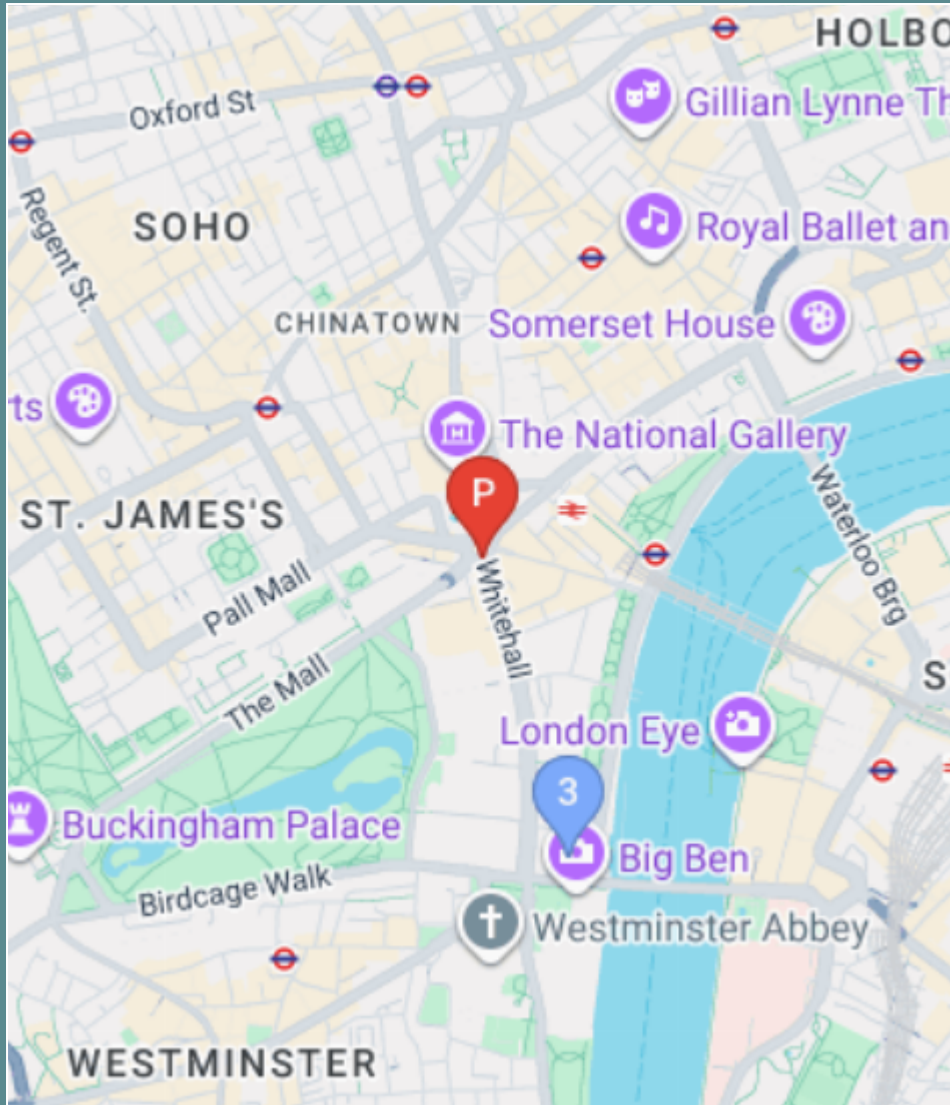 HOLBO
Oxford St
Gillian Lynne Th
Regent St.
SOHO
Royal Ballet an
CHINATOWN
Somerset House
rts
The National Gallery
P
ST. JAMES'S
Waterloo Brg
Pall Mall
Whitehall
The Mall
S
London Eye
3
Buckingham Palace
Big Ben
Birdcage Walk
Westminster Abbey
WESTMINSTER